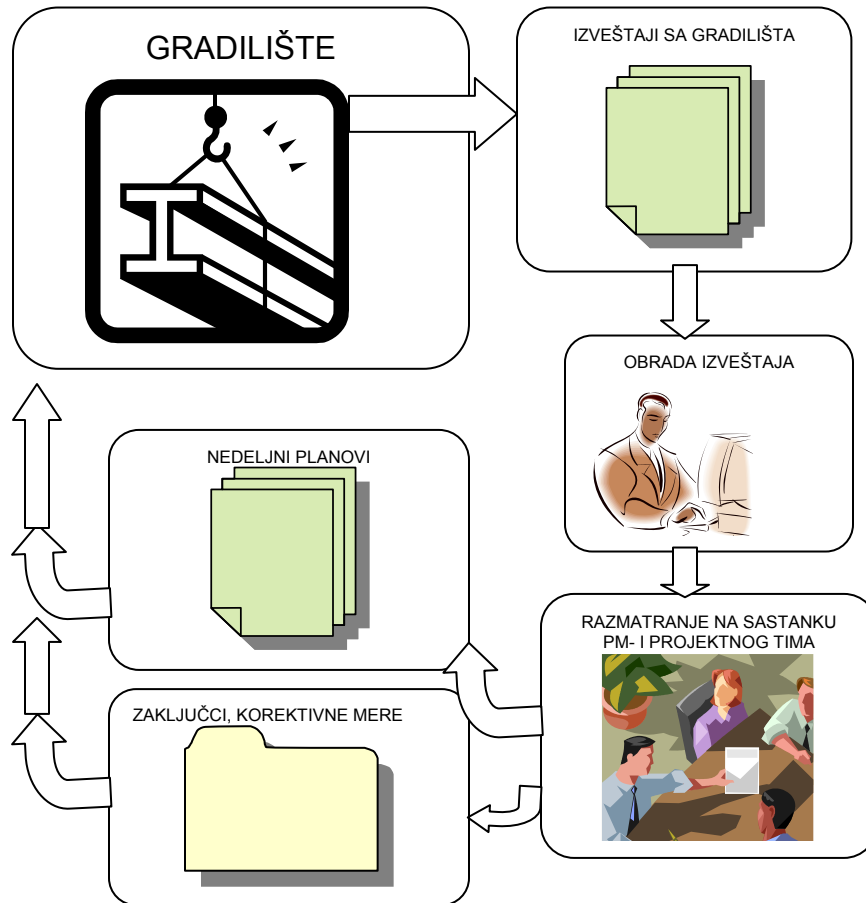 GRADILIŠTE
IZVEŠTAJI SA GRADILIŠTA
OBRADA IZVEŠTAJA
NEDELJNI PLANOVI
RAZMATRANJE NA SASTANKU
PM- I PROJEKTNOG TIMA
ZAKLJUČCI, KOREKTIVNE MERE